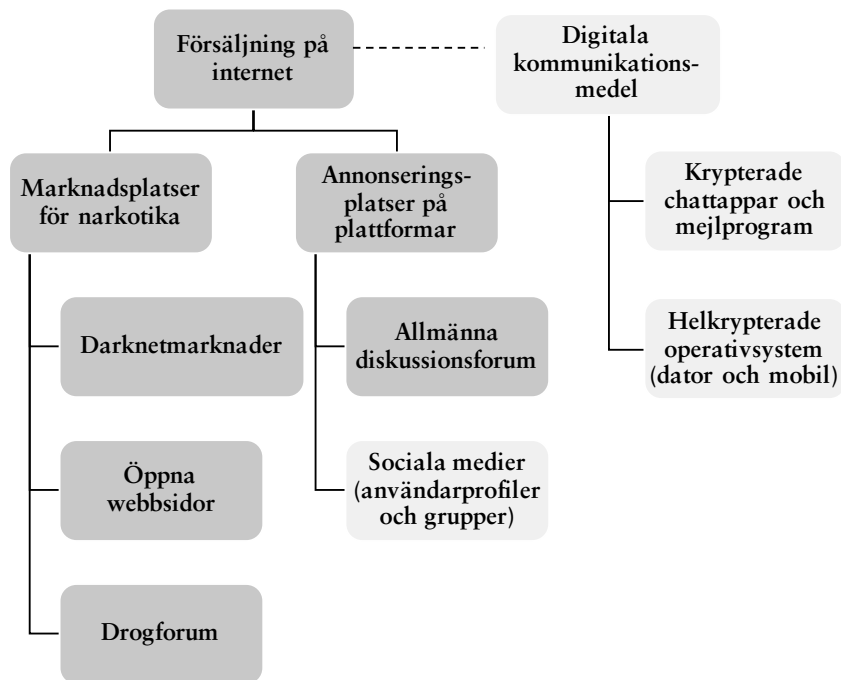 Försäljning på
internet
Digitala
kommunikations-
medel
Marknadsplatser
för narkotika
Annonserings-
platser på
plattformar
Krypterade
chattappar och
mejlprogram
Darknetmarknader
Allmänna
diskussionsforum
Helkrypterade
operativsystem
(dator och mobil)
Öppna
webbsidor
Sociala medier
(användarprofiler
och grupper)
Drogforum